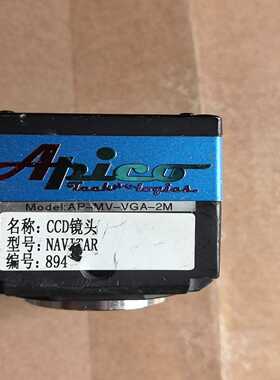 Apico
Technologies
Model:AP-MV-VGA-2M
名称: CCD镜头
型号: NAVITAR
编号: 894